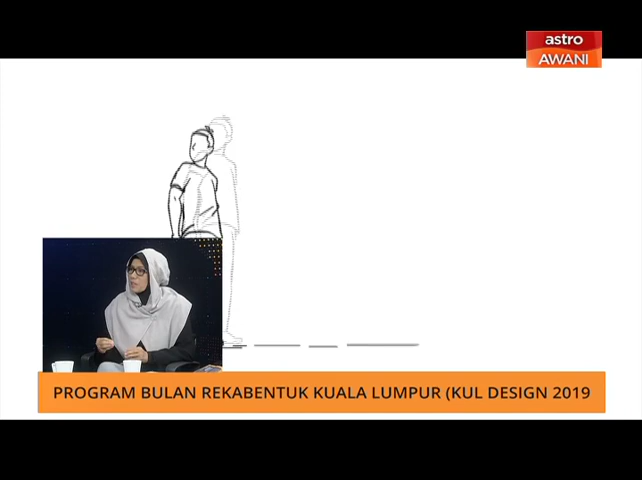 astro
AWANI
PROGRAM BULAN REKABENTUK KUALA LUMPUR (KUL DESIGN 2019